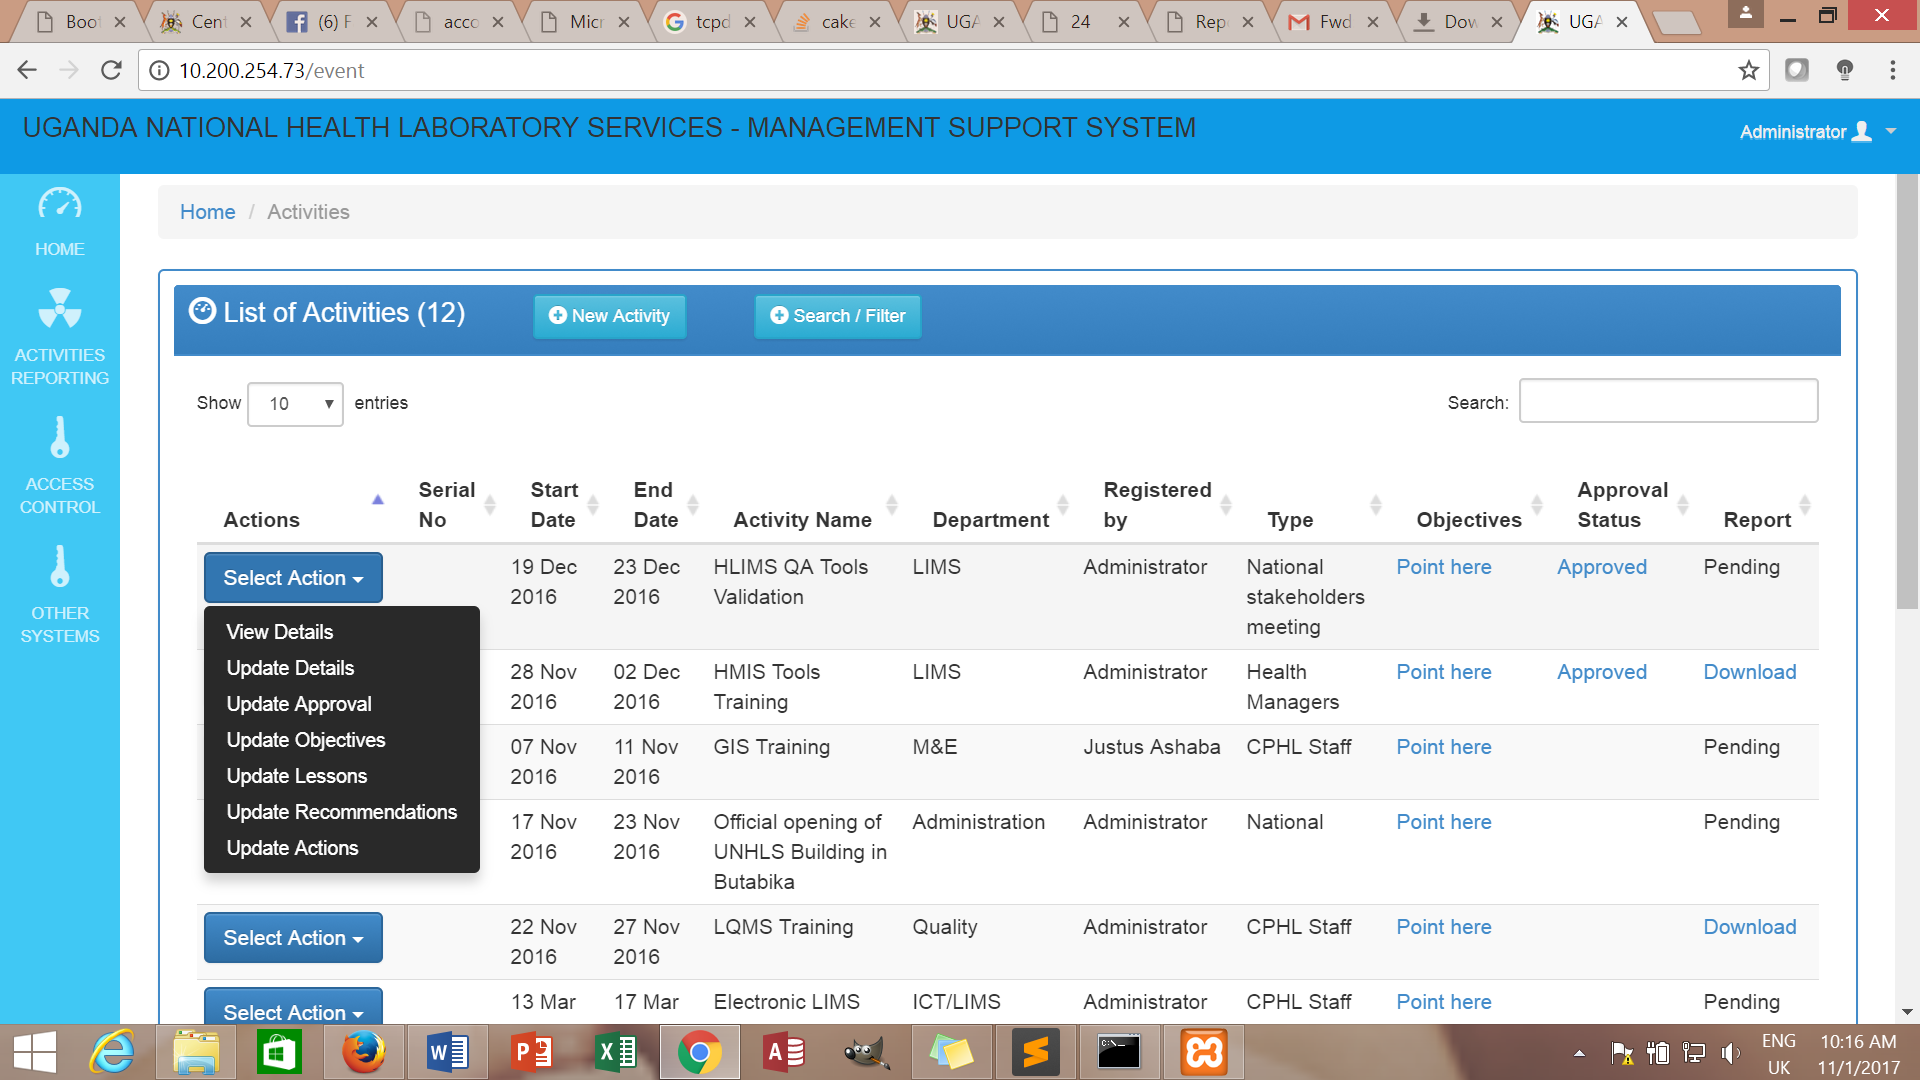 Boo
Cent
(6) F
acco
Micr
tcpd
cake
UGA
24
Rep
Fwd
Dow
UGA
10.200.254.73/event
UGANDA NATIONAL HEALTH LABORATORY SERVICES - MANAGEMENT SUPPORT SYSTEM
Administrator
HOME
ACTIVITIES
REPORTING
ACCESS
CONTROL
OTHER
SYSTEMS
Home / Activities
List of Activities (12)
New Activity
Search / Filter
Show 10 entries
Search:
Actions
Serial
No
Start
Date
End
Date
Activity Name
Department
Registered
by
Type
Objectives
Approval
Status
Report
Select Action
19 Dec
2016
23 Dec
2016
HLIMS QA Tools
Validation
LIMS
Administrator
National
stakeholders
meeting
Point here
Approved
Pending
View Details
Update Details
Update Approval
Update Objectives
Update Lessons
Update Recommendations
Update Actions
28 Nov
2016
02 Dec
2016
HMIS Tools
Training
LIMS
Administrator
Health
Managers
Point here
Approved
Download
07 Nov
2016
11 Nov
2016
GIS Training
M&E
Justus Ashaba
CPHL Staff
Point here
Pending
17 Nov
2016
23 Nov
2016
Official opening of
UNHLS Building in
Butabika
Administration
Administrator
National
Point here
Pending
Select Action
22 Nov
2016
27 Nov
2016
LQMS Training
Quality
Administrator
CPHL Staff
Point here
Download
Select Action
13 Mar
17 Mar
Electronic LIMS
ICT/LIMS
Administrator
CPHL Staff
Point here
Pending
ENG
UK
10:16 AM
11/1/2017